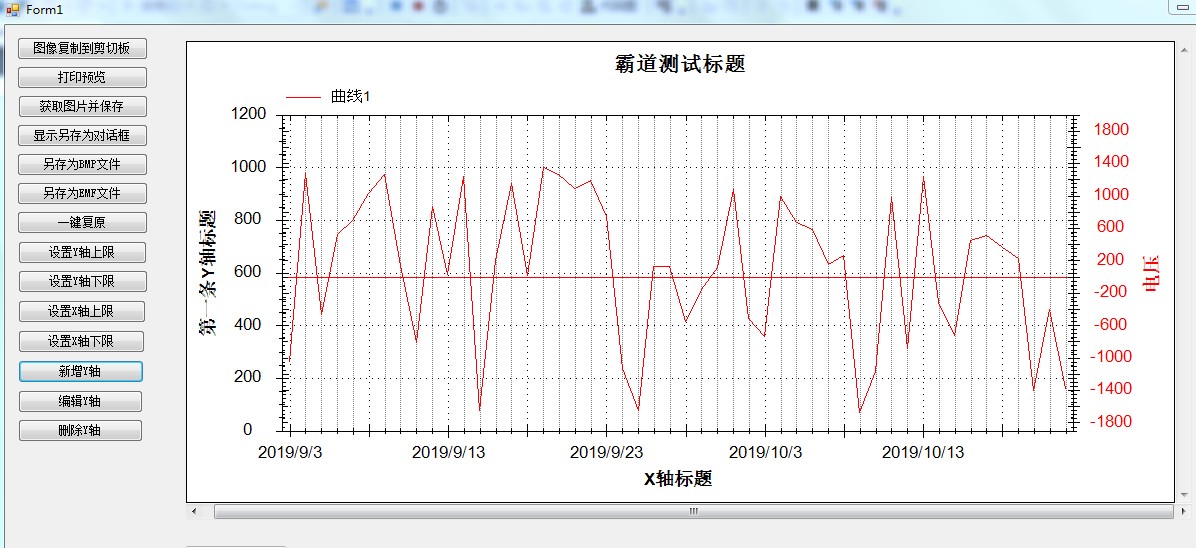 Form1
图像复制到剪切板
打印预览
获取图片并保存
显示另存为对话框
另存为BMP文件
另存为EMF文件
一键复原
设置Y轴上限
设置Y轴下限
设置X轴上限
设置X轴下限
新增Y轴
编辑Y轴
删除Y轴
霸道测试标题
曲线1
第一条Y轴标题
1200
1000
800
600
400
200
0
1800
1400
1000
600
200
-200
-600
-1000
-1400
-1800
电压
2019/9/3 2019/9/13 2019/9/23 2019/10/3 2019/10/13
X轴标题